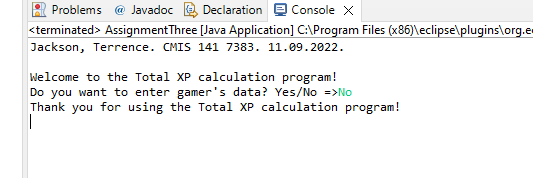 Problems @ Javadoc Declaration Console
<terminated> AssignmentThree [Java Application] C:\Program Files (x86)\eclipse\plugins\org.ec
Jackson, Terrence. CMIS 141 7383. 11.09.2022.
Welcome to the Total XP calculation program!
Do you want to enter gamer's data? Yes/No =>No
Thank you for using the Total XP calculation program!